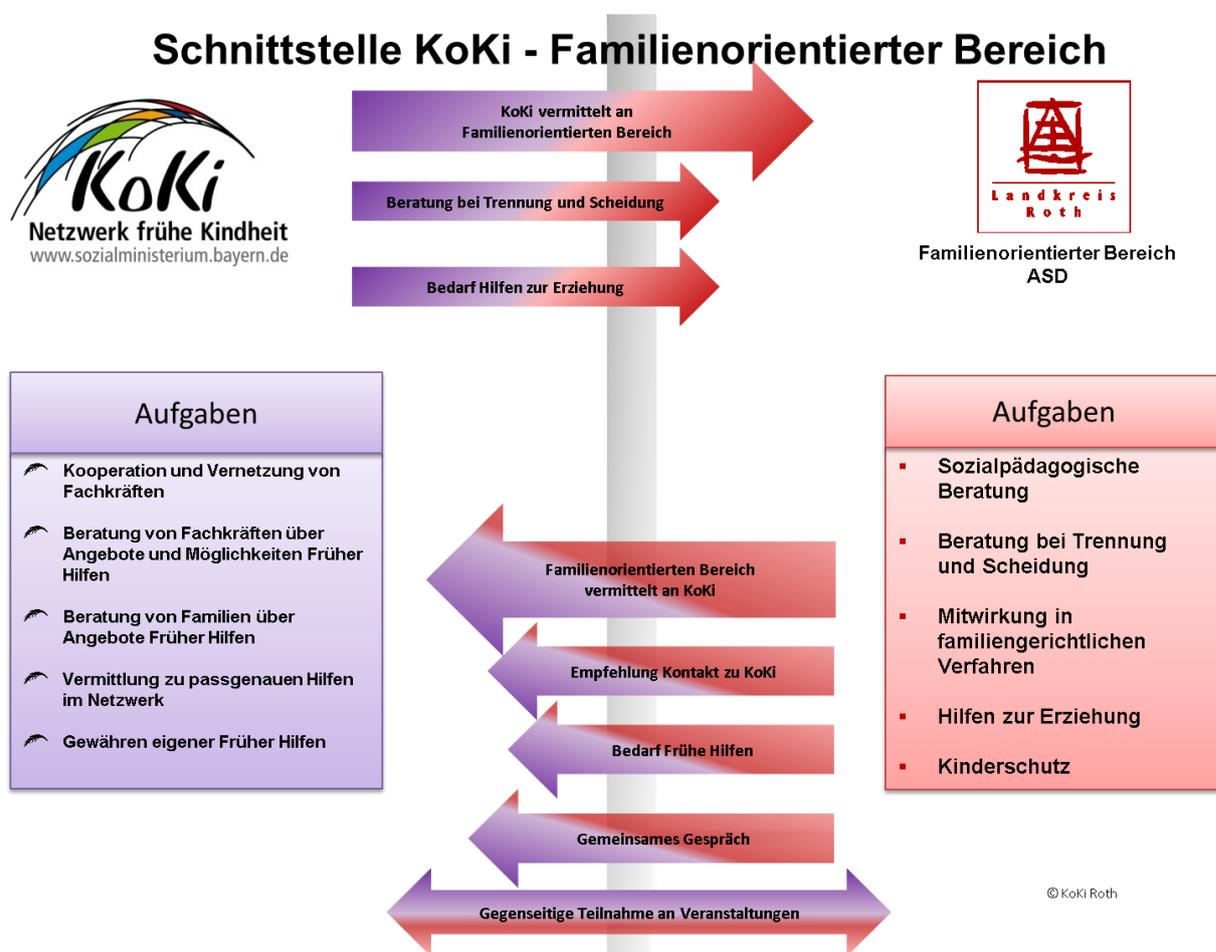 Schnittstelle KoKi - Familienorientierter Bereich
KoKi
Netzwerk frühe Kindheit
www.sozialministerium.bayern.de
KoKi vermittelt an
Familienorientierten Bereich
Beratung bei Trennung und Scheidung
Bedarf Hilfen zur Erziehung
Landkreis
Roth
Familienorientierter Bereich
ASD
Aufgaben
Kooperation und Vernetzung von
Fachkräften
Beratung von Fachkräften über
Angebote und Möglichkeiten Früher
Hilfen
Beratung von Familien über
Angebote Früher Hilfen
Vermittlung zu passgenauen Hilfen
im Netzwerk
Gewähren eigener Früher Hilfen
Familienorientierten Bereich
vermittelt an KoKi
Empfehlung Kontakt zu KoKi
Bedarf Frühe Hilfen
Gemeinsames Gespräch
Gegenseitige Teilnahme an Veranstaltungen
Aufgaben
Sozialpädagogische
Beratung
Beratung bei Trennung
und Scheidung
Mitwirkung in
familiengerichtlichen
Verfahren
Hilfen zur Erziehung
Kinderschutz
© KoKi Roth